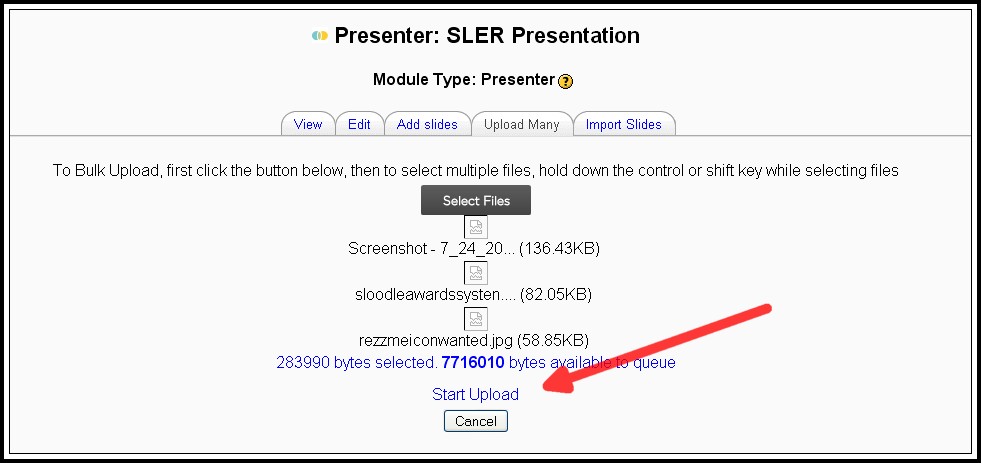 Presenter: SLER Presentation
Module Type: Presenter ?
View Edit Add slides Upload Many Import Slides
To Bulk Upload, first click the button below, then to select multiple files, hold down the control or shift key while selecting files
Select Files
Screenshot - 7_24_20... (136.43KB)
sloodleawardssysten.... (82.05KB)
rezzmeiconwanted.jpg (58.85KB)
283990 bytes selected. 7716010 bytes available to queue
Start Upload
Cancel